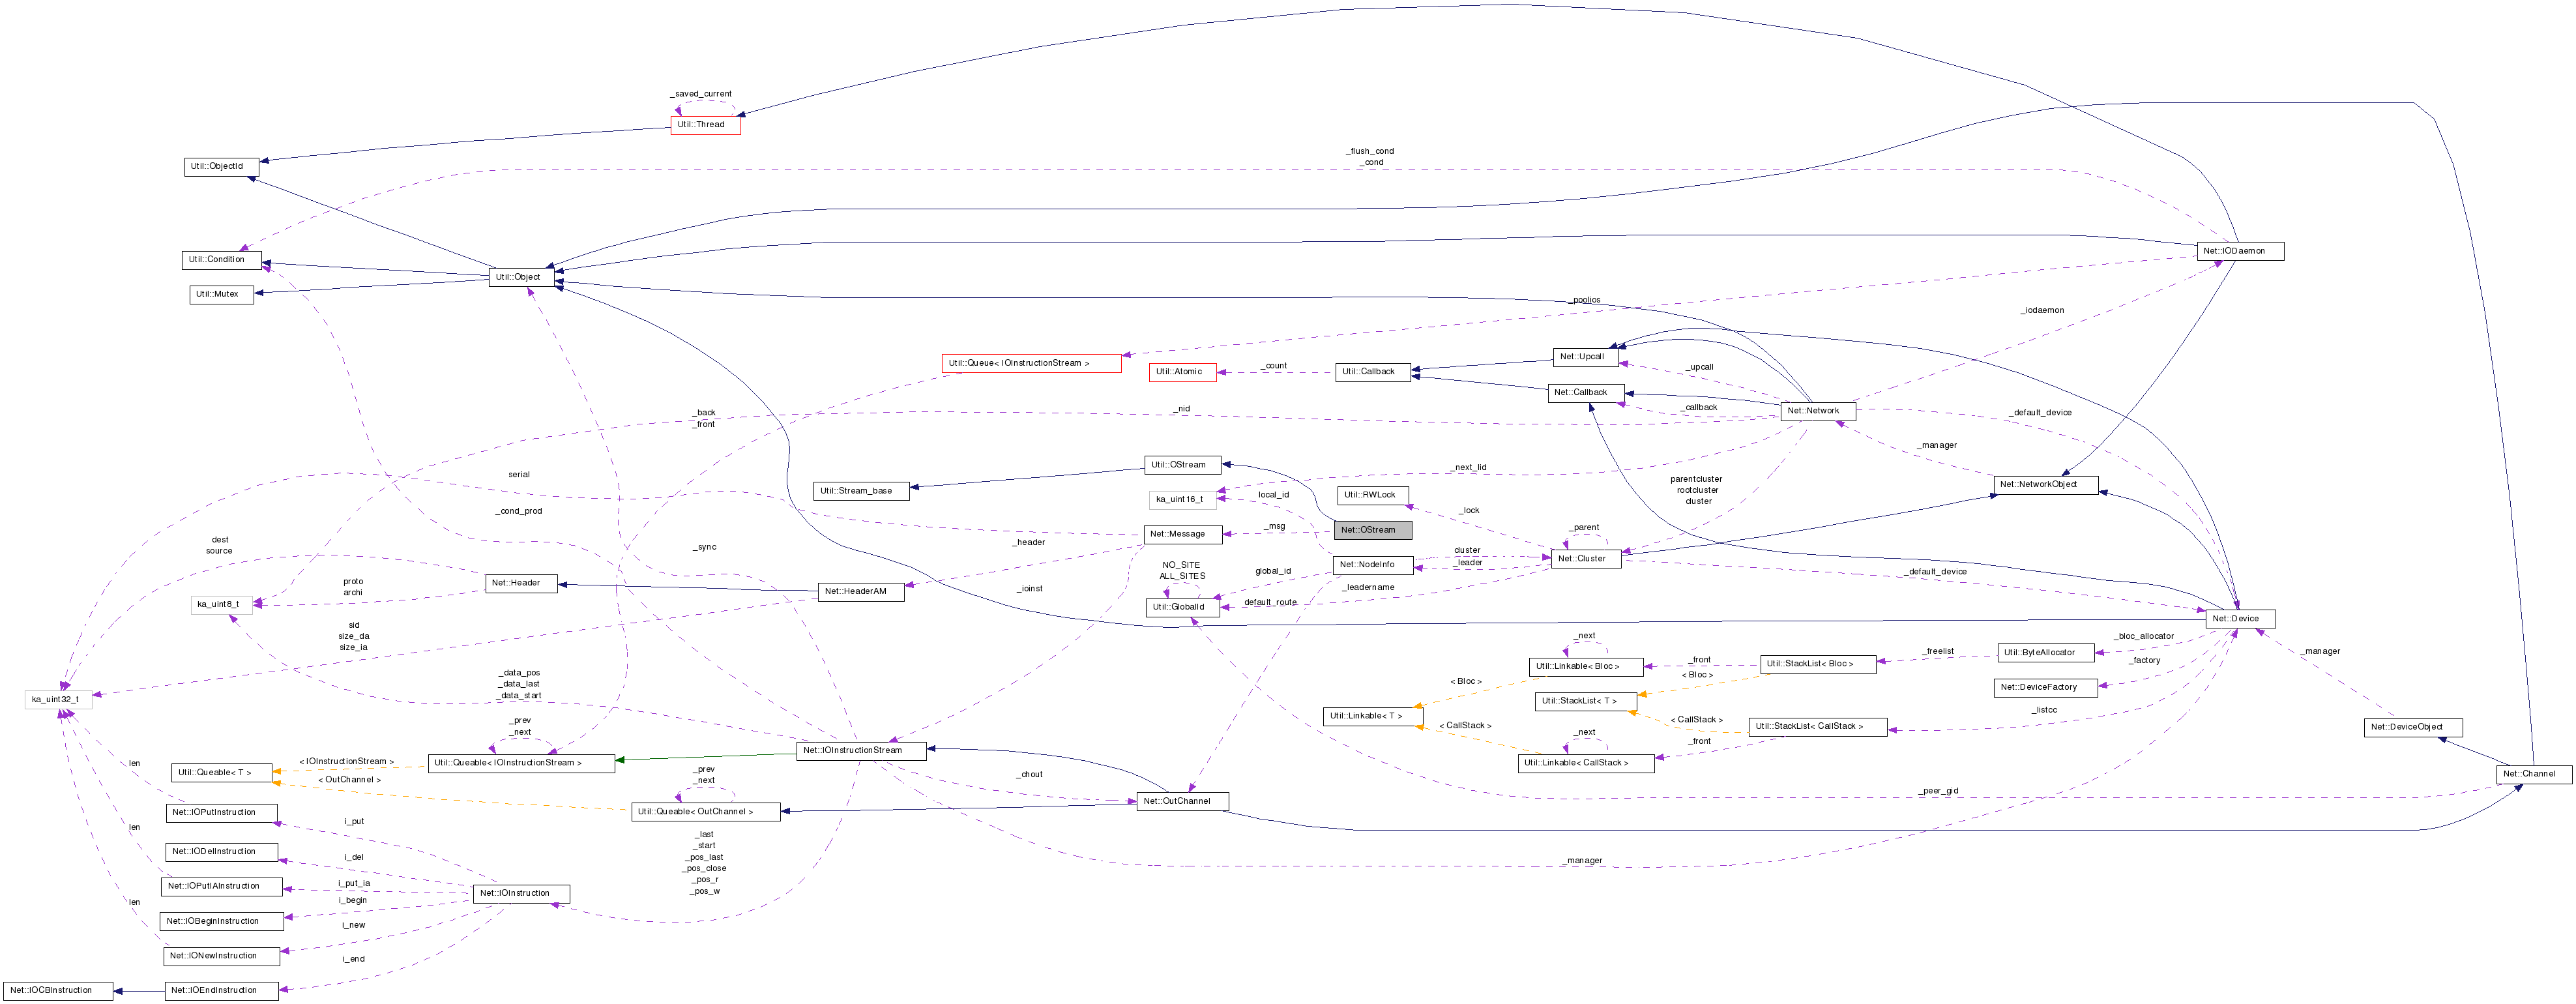 _saved_current
Util::Thread
_flush_cond
_cond
Util::ObjectId
Net::IODaemon
Util::Condition
Util::Object
Util::Mutex
_poolios
_iodaemon
Util::Queue< IOInstructionStream >
Net::Upcall
_upcall
Util::Atomic
_count
Util::Callback
Net::Callback
_callback
Net::Network
_back
_front
_nid
_default_device
_manager
Util::OStream
_next_lid
serial
Util::Stream_base
parentcluster
rootcluster
cluster
Net::NetworkObject
ka_uint16_t
local_id
Util::RWLock
_lock
_cond_prod
Net::OStream
_msg
Net::Message
_parent
dest
source
_sync
_header
cluster
_leader
Net::Cluster
Net::NodeInfo
NO_SITE
ALL_SITES
global_id
_default_device
proto
archi
Net::Header
Net::HeaderAM
_ioinst
_leadername
default_route
ka_uint8_t
Util::GlobalId
Net::Device
sid
size_da
size_ia
_next
_bloc_allocator
Util::ByteAllocator
_freelist
Util::StackList< Bloc >
_front
Util::Linkable< Bloc >
_manager
_factory
< Bloc >
< Bloc >
Net::DeviceFactory
_data_pos
_data_last
_data_start
ka_uint32_t
Util::StackList< T >
Util::Linkable< T >
_listcc
< CallStack >
< CallStack >
Util::StackList< CallStack >
Net::DeviceObject
_prev
_next
_next
_front
Net::IOInstructionStream
Util::Queable< IOInstructionStream >
< IOInstructionStream >
Util::Queable< T >
len
< OutChannel >
Util::Linkable< CallStack >
Net::Channel
_prev
_next
_chout
_peer_gid
Net::OutChannel
Util::Queable< OutChannel >
Net::IOPutInstruction
i_put
len
_last
_start
_pos_last
_pos_close
_pos_r
_pos_w
_manager
Net::IODelInstruction
i_del
Net::IOPutIAInstruction
i_put_ia
Net::IOInstruction
len
i_begin
Net::IOBeginInstruction
i_new
Net::IONewInstruction
i_end
Net::IOCBInstruction
Net::IOEndInstruction